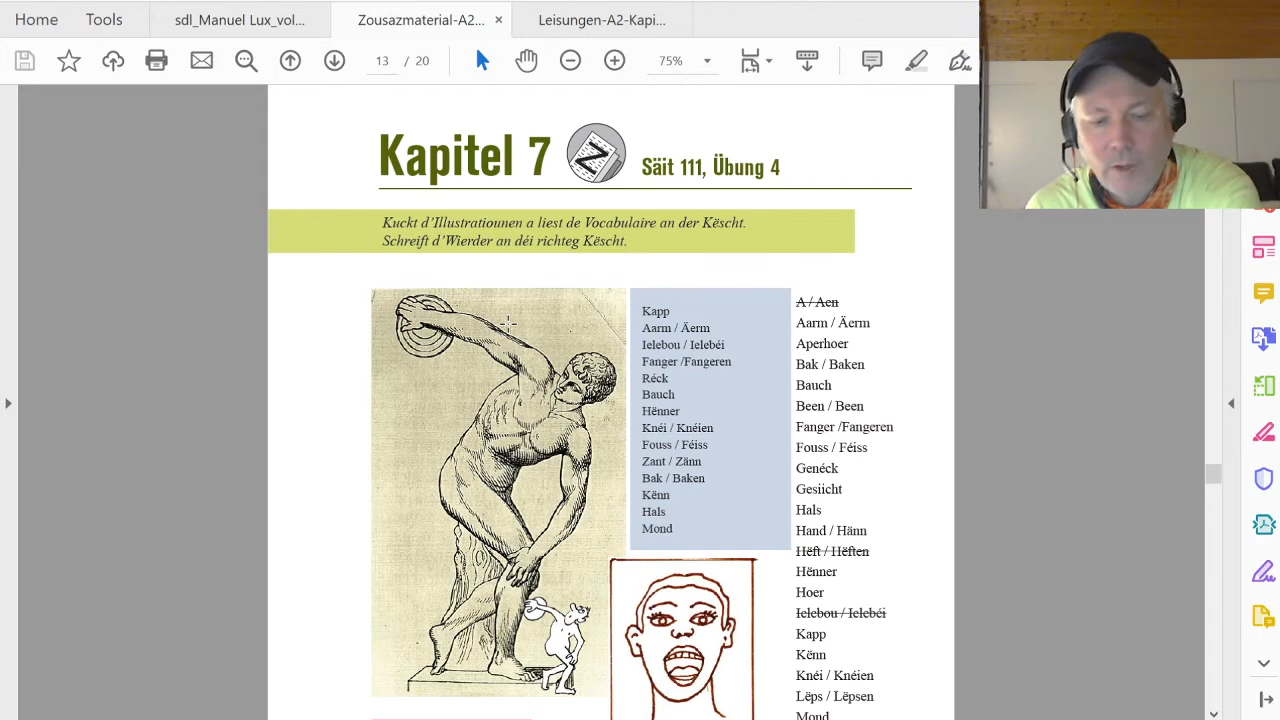 Home Tools sdl_Manuel Lux_vol... Zousazmaterial-A2... × Leisungen-A2-Kapi...
13 / 20 75%
Kapitel 7 Z Säit 111, Übung 4
Kuckt d'Illustratiounen a liest de Vocabulaire an der Këscht.
Schreift d'Wierder an déi richteg Këscht.
Kapp
Aarm / Äerm
Ielebou / Ielebéi
Fanger /Fangeren
Réck
Bauch
Hënner
Knéi / Knéien
Fouss / Féiss
Zant / Zänn
Bak / Baken
Kënn
Hals
Mond
A / Aen
Aarm / Äerm
Aperhoer
Bak / Baken
Bauch
Been / Been
Fanger /Fangeren
Fouss / Féiss
Genéck
Gesiicht
Hals
Hand / Hänn
Hëft / Hëften
Hënner
Hoer
Ielebou / Ielebéi
Kapp
Kënn
Knéi / Knéien
Lëps / Lëpsen
Mond